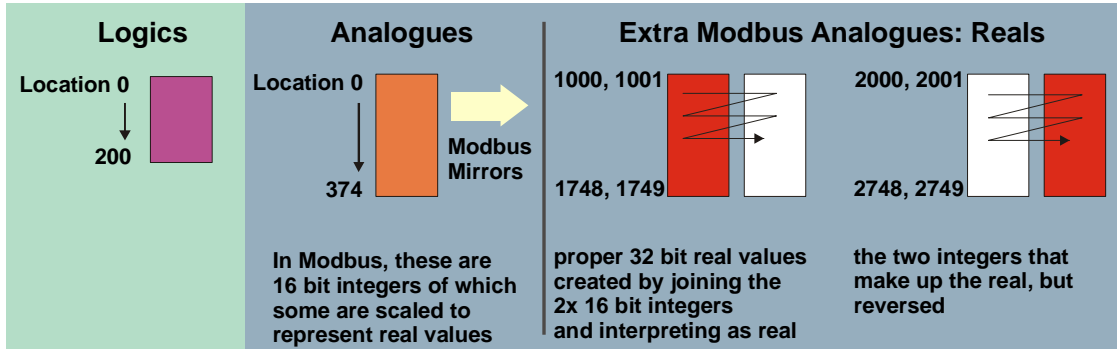 Logics
Location 0
200
Analogues
Location 0
374
Modbus
Mirrors
In Modbus, these are
16 bit integers of which
some are scaled to
represent real values
Extra Modbus Analogues: Reals
1000, 1001
1748, 1749
proper 32 bit real values
created by joining the
2x 16 bit integers
and interpreting as real
2000, 2001
2748, 2749
the two integers that
make up the real, but
reversed